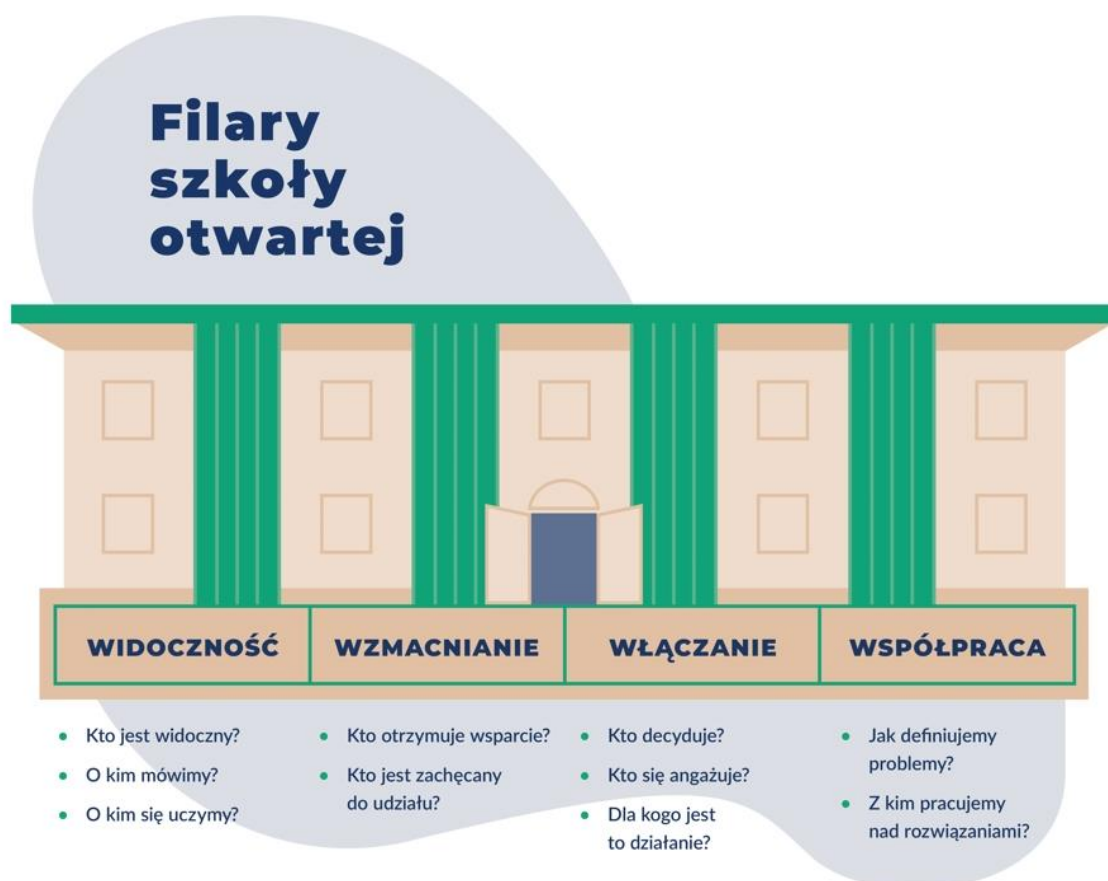 Filary
szkoły
otwartej
WIDOCZNOŚĆ
WZMACNIANIE
WŁĄCZANIE
WSPÓŁPRACA
• Kto jest widoczny?
• O kim mówimy?
• O kim się uczymy?
• Kto otrzymuje wsparcie?
• Kto jest zachęcany
do udziału?
• Kto decyduje?
• Kto się angażuje?
• Dla kogo jest
to działanie?
• Jak definiujemy
problemy?
• Z kim pracujemy
nad rozwiązaniami?